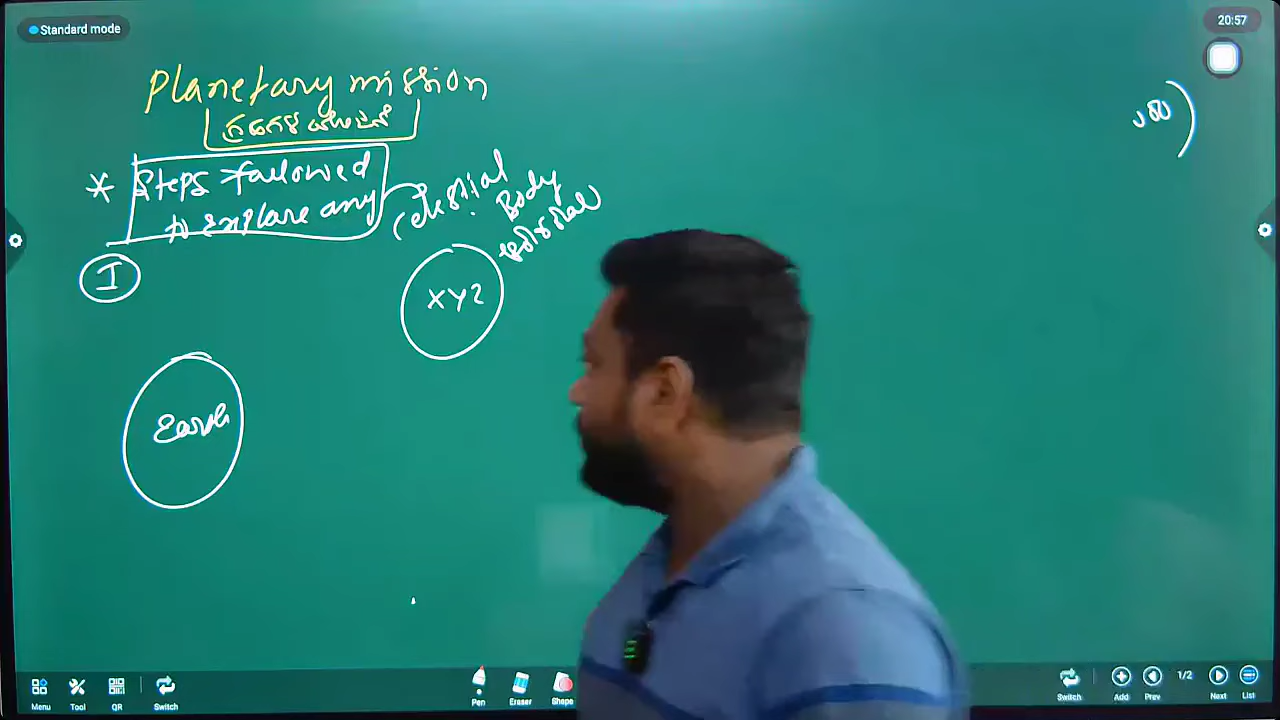 Standard mode
20:57
Planetary mission
* Steps followed
to explore any
Celestial
Body
I
XYZ
Earth
Menu
Tool
QR
Switch
Pen
Eraser
Shape
Switch
Add
Prev
1/2
Next
List